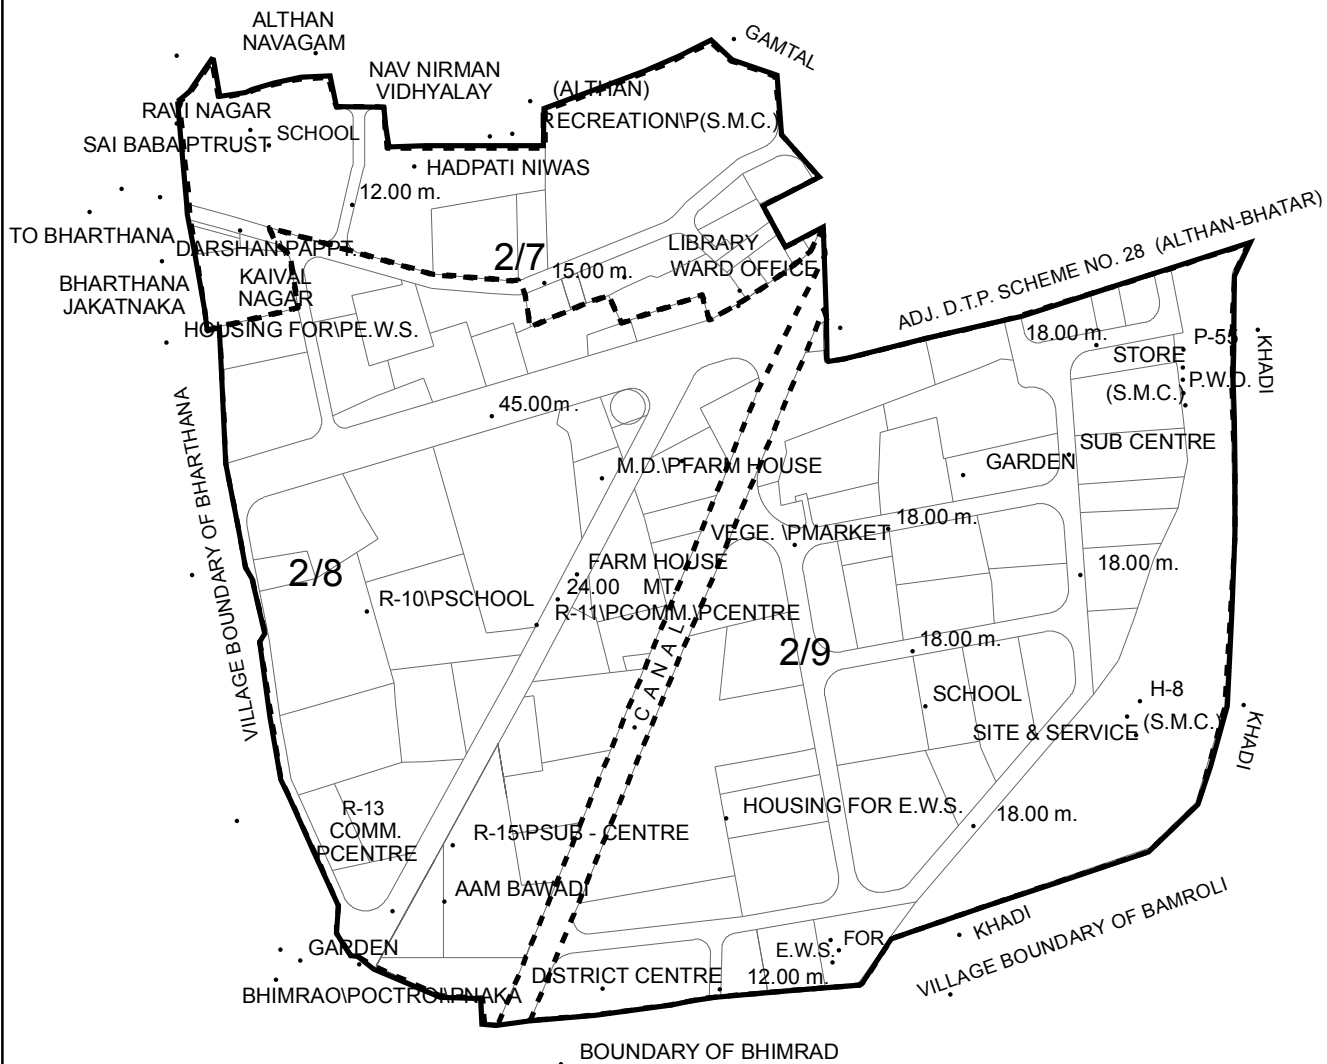 ALTHAN
NAVAGAM
GAMTAL
NAV NIRMAN
VIDHYALAY
(ALTHAN)
RAVI NAGAR
RECREATION\P(S.M.C.)
SCHOOL
SAI BABA\PTRUST
HADPATI NIWAS
12.00 m.
TO BHARTHANA
DARSHAN\PAPPT.
2/7
LIBRARY
15.00 m.
WARD OFFICE
BHARTHANA
JAKATNAKA
KAIVAL
NAGAR
HOUSING FOR\PE.W.S.
ADJ. D.T.P. SCHEME NO. 28 (ALTHAN-BHATAR)
18.00 m.
P-55
STORE
KHADI
P.W.D.
(S.M.C.)
45.00m.
SUB CENTRE
GARDEN
M.D.\PFARM HOUSE
VILLAGE BOUNDARY OF BHARTHANA
18.00 m.
VEGE. \PMARKET
FARM HOUSE
2/8
18.00 m.
24.00 MT.
R-10\PSCHOOL
R-11\PCOMM.\PCENTRE
CANAL
2/9
18.00 m.
SCHOOL
H-8
(S.M.C.)
SITE & SERVICE
KHADI
R-13
COMM.
PCENTRE
HOUSING FOR E.W.S.
18.00 m.
R-15\PSUB - CENTRE
AAM BAWADI
KHADI
VILLAGE BOUNDARY OF BAMROLI
GARDEN
E.W.S.
FOR
DISTRICT CENTRE
12.00 m.
BHIMRAO\POCTROI\PNAKA
BOUNDARY OF BHIMRAD